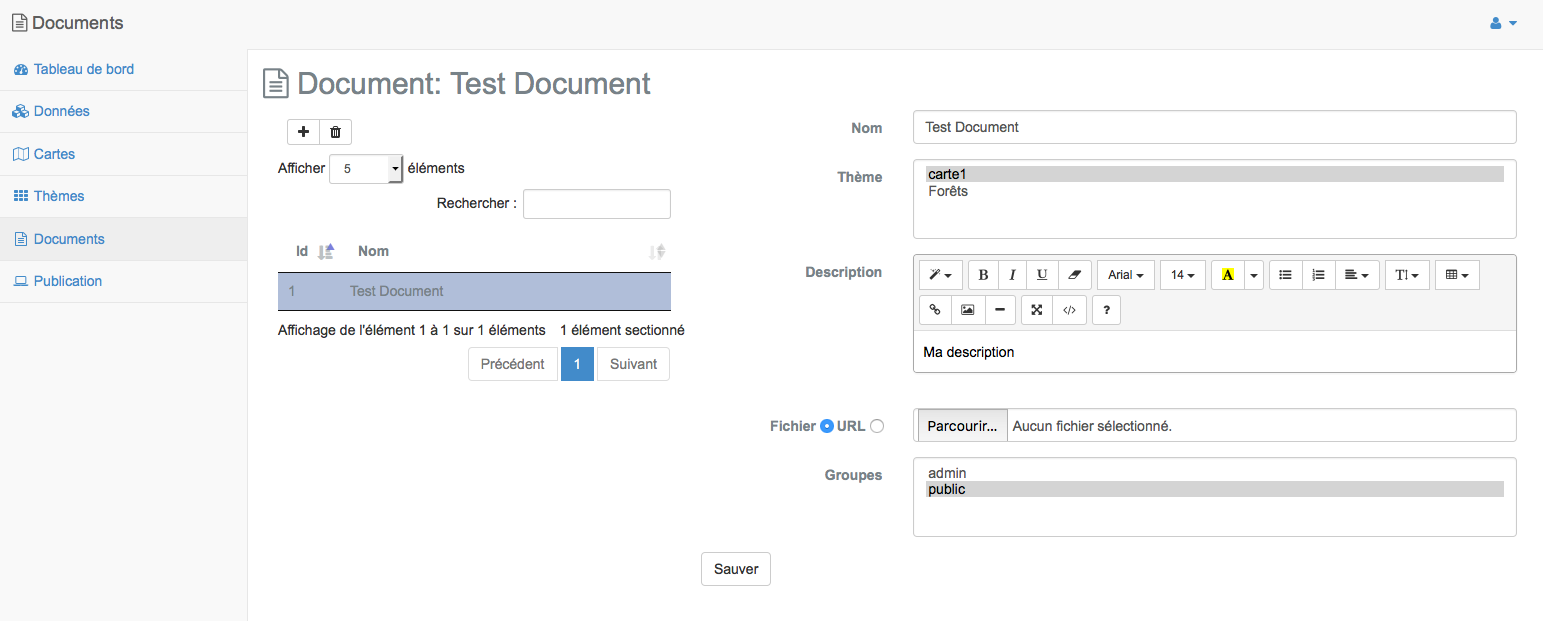 Documents
Tableau de bord
Données
Cartes
Thèmes
Documents
Publication
Document: Test Document
Afficher 5 éléments
Rechercher :
Id Nom
1 Test Document
Affichage de l'élément 1 à 1 sur 1 éléments 1 élément sectionné
Précédent 1 Suivant
Nom Test Document
Thème carte1
Forêts
Description
B I U Arial 14 A T!
</> ?
Ma description
Fichier URL Parcourir... Aucun fichier sélectionné.
Groupes admin
public
Sauver